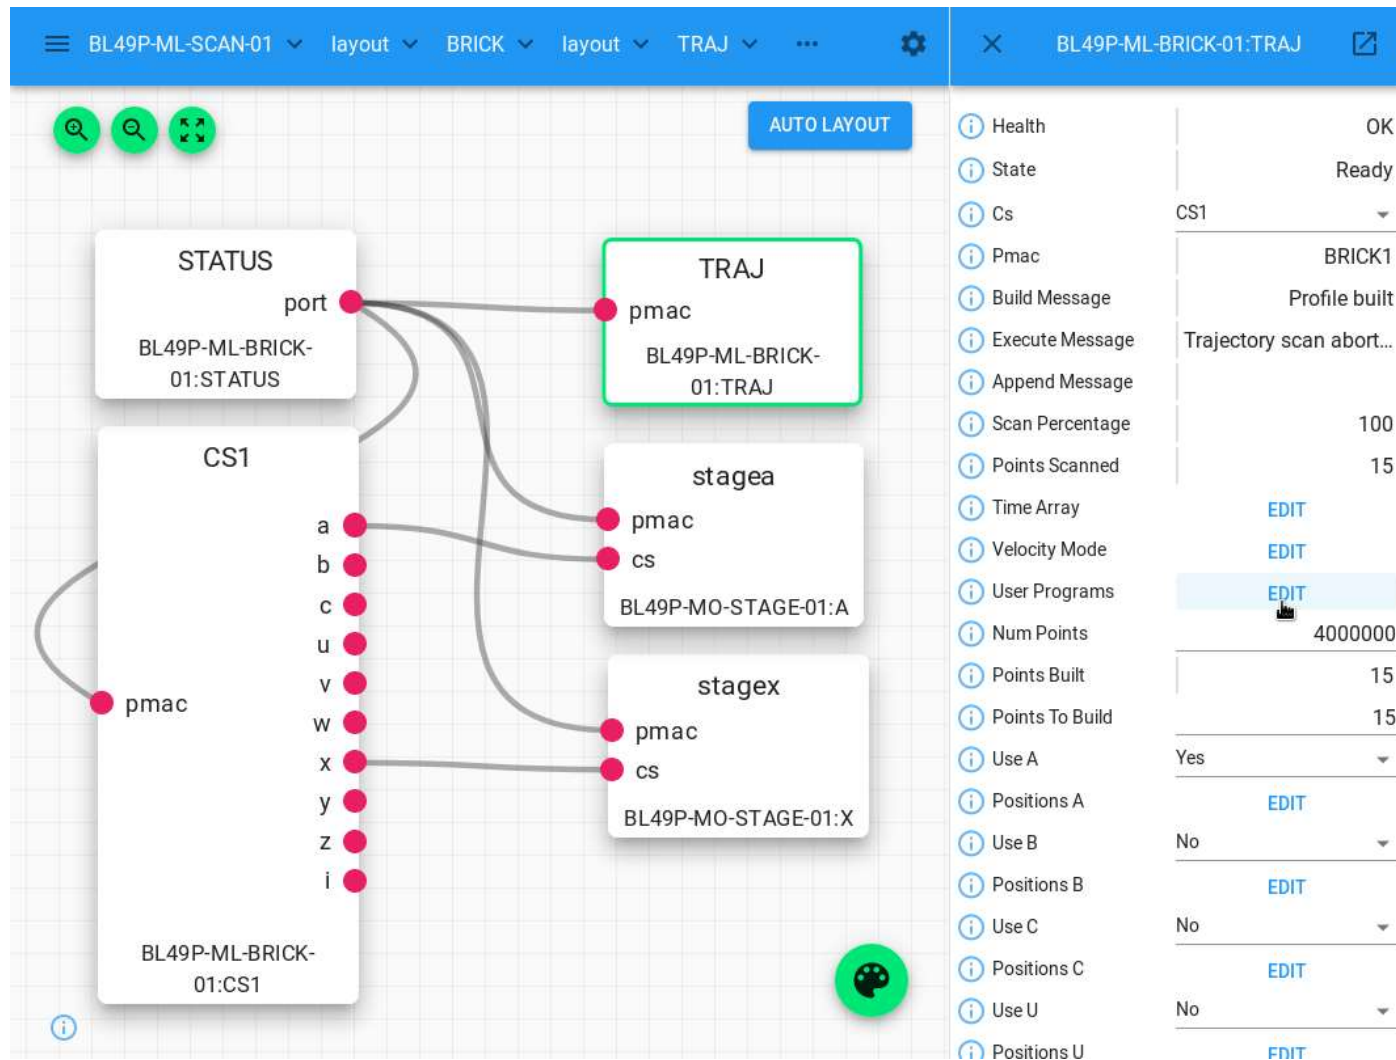 BL49P-ML-SCAN-01 layout BRICK layout TRAJ ...
AUTO LAYOUT
STATUS
port
BL49P-ML-BRICK-
01:STATUS
CS1
a
b
c
u
v
w
x
y
z
i
pmac
BL49P-ML-BRICK-
01:CS1
TRAJ
pmac
BL49P-ML-BRICK-
01:TRAJ
stagea
pmac
cs
BL49P-MO-STAGE-01:A
stagex
pmac
cs
BL49P-MO-STAGE-01:X
BL49P-ML-BRICK-01:TRAJ
Health OK
State Ready
Cs CS1
Pmac BRICK1
Build Message Profile built
Execute Message Trajectory scan abort...
Append Message
Scan Percentage 100
Points Scanned 15
Time Array EDIT
Velocity Mode EDIT
User Programs EDIT
Num Points 4000000
Points Built 15
Points To Build 15
Use A Yes
Positions A EDIT
Use B No
Positions B EDIT
Use C No
Positions C EDIT
Use U No
Positions U EDIT